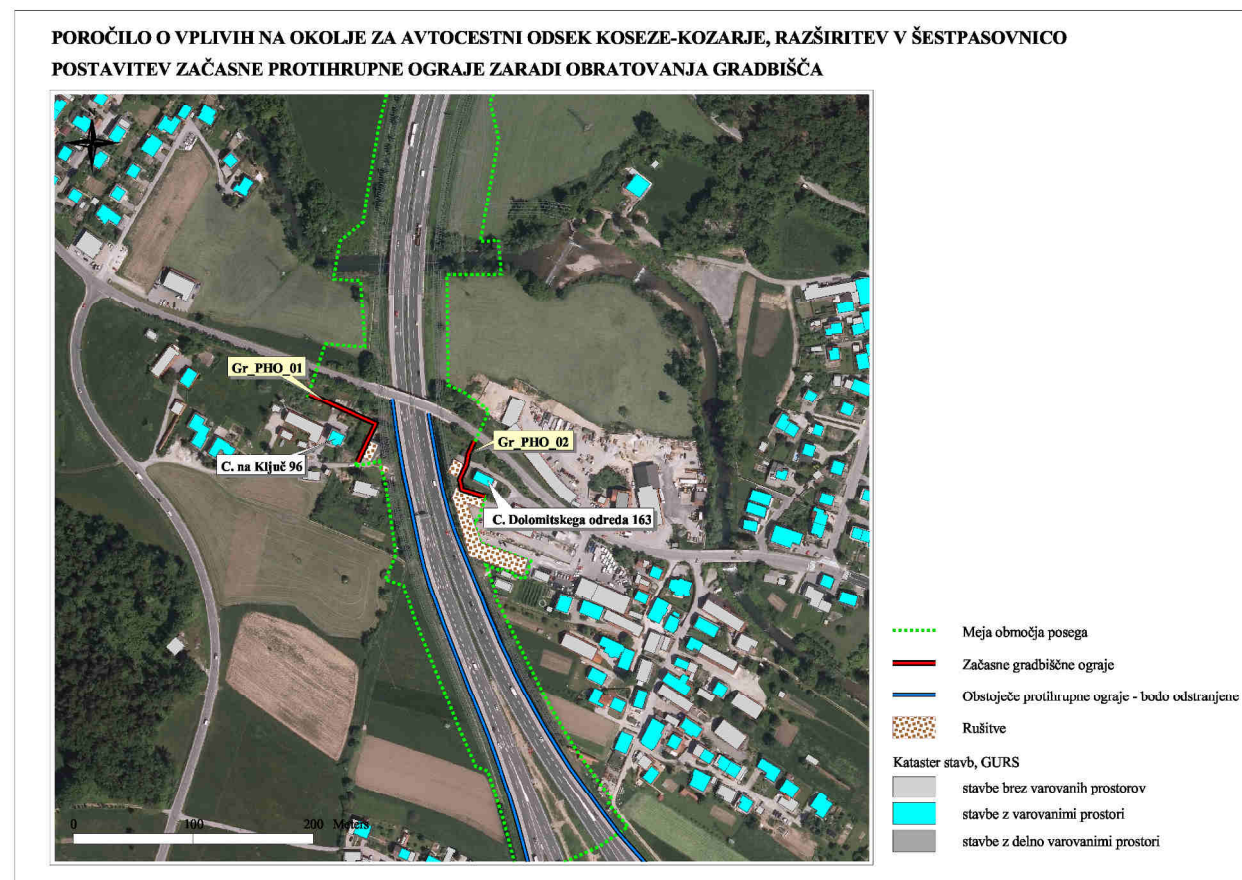 POROČILO O VPLIVIH NA OKOLJE ZA AVTOCESTNI ODSEK KOSEZE-KOZARJE, RAZŠIRITEV V ŠESTPASOVNICO
POSTAVITEV ZAČASNE PROTIHRUPNE OGRAJE ZARADI OBRATOVANJA GRADBIŠČA
Gr_PHO_01
Gr_PHO_02
C. na Ključ 96
C. Dolomitskega odreda 163
Meja območja posega
Začasne gradbiščne ograje
Obstoječe protihrupne ograje - bodo odstranjene
Rušitve
Kataster stavb, GURS
stavbe brez varovanih prostorov
stavbe z varovanimi prostori
stavbe z delno varovanimi prostori
0 100 200 Meters